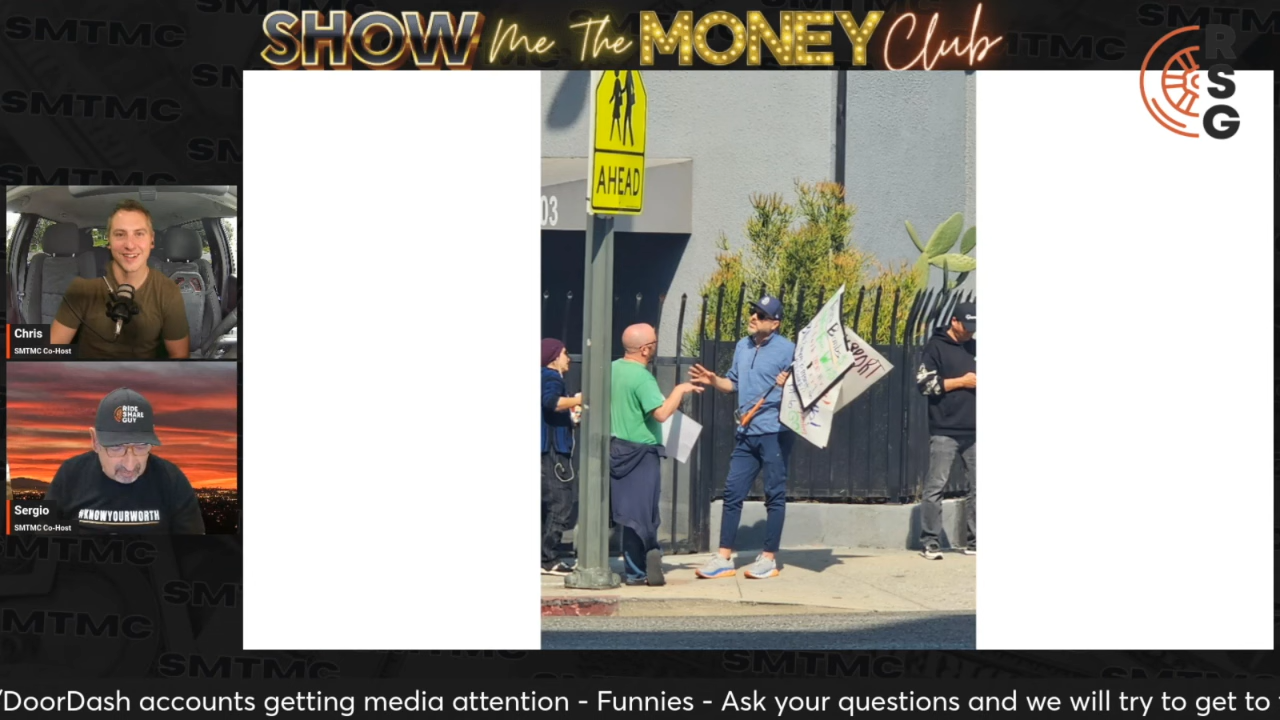 SHOW Me The MONEY Club
RSG
SMTMC
AHEAD
03
Chris
SMTMC Co-Host
RIDE
SHARE
GUY
#KNOWYOURWORTH
Sergio
SMTMC Co-Host
/DoorDash accounts getting media attention - Funnies - Ask your questions and we will try to get to